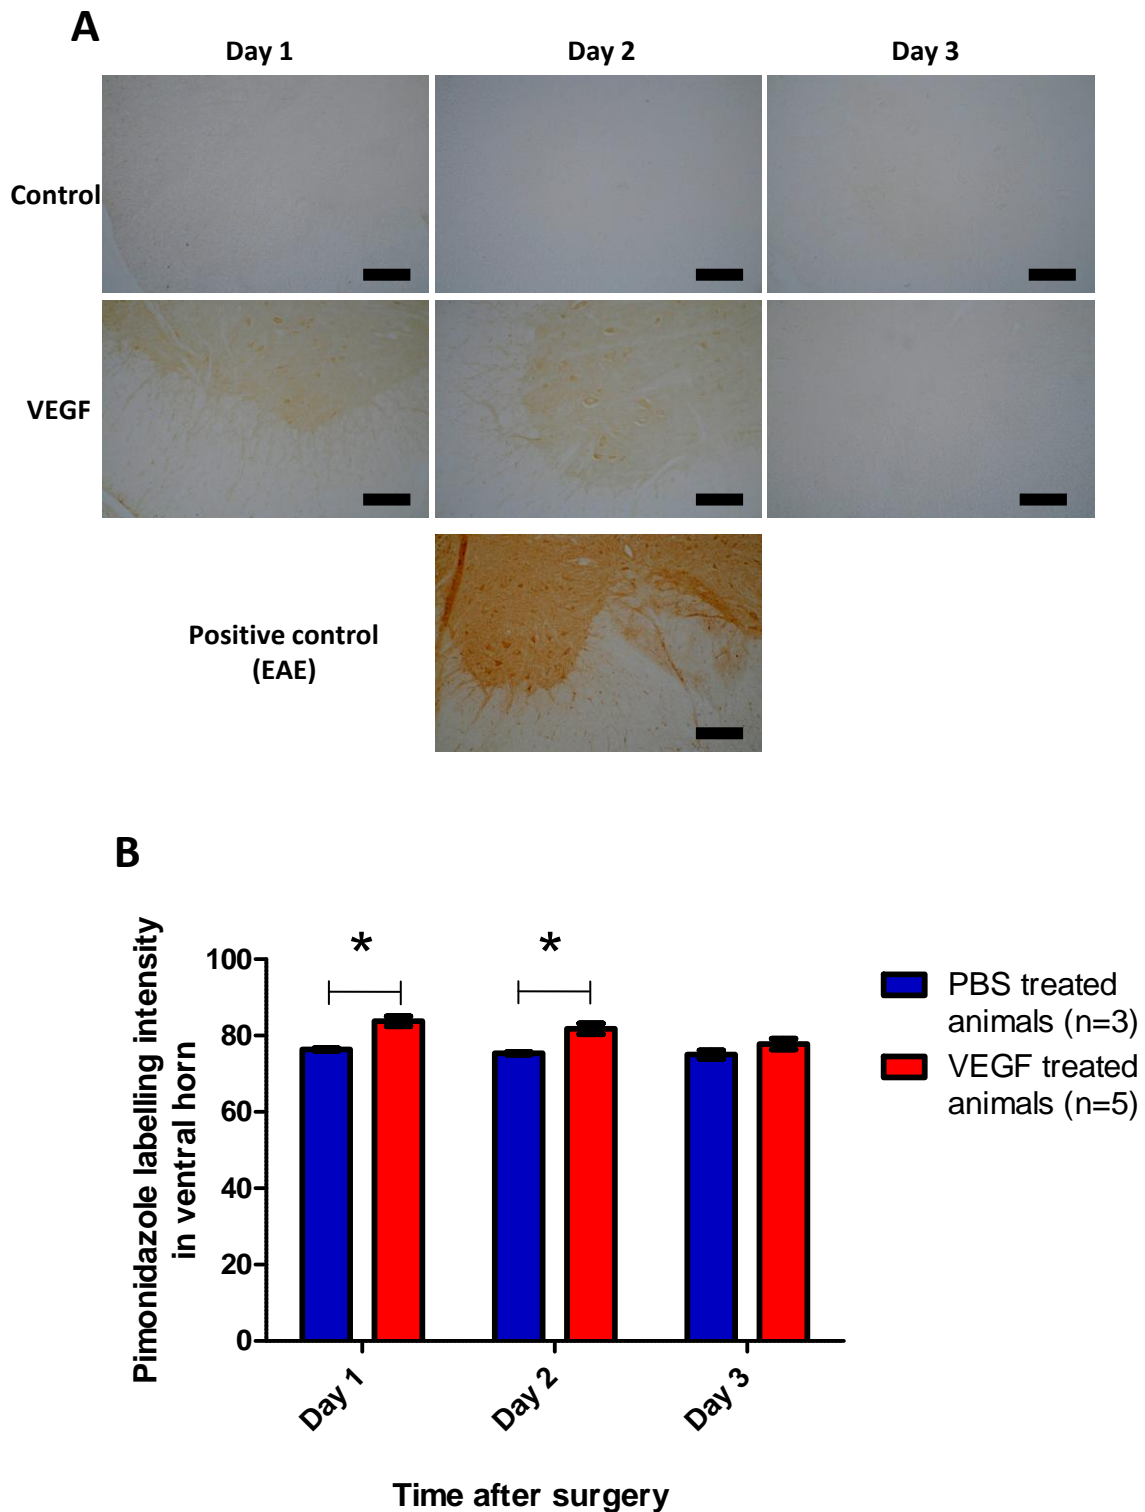 A
Day 1
Day 2
Day 3
Control
VEGF
Positive control
(EAE)
B
Pimonidazole labelling intensity
in ventral horn
100
80
60
40
20
0
*
*
Day 1
Day 2
Day 3
Time after surgery
PBS treated
animals (n=3)
VEGF treated
animals (n=5)